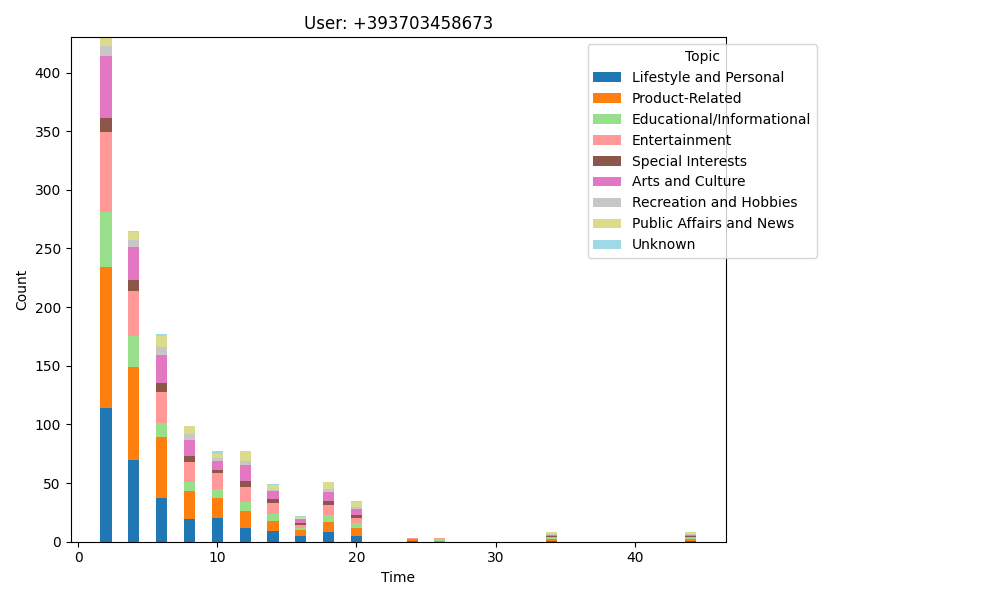 User: +393703458673
Topic
Lifestyle and Personal
Product-Related
Educational/Informational
Entertainment
Special Interests
Arts and Culture
Recreation and Hobbies
Public Affairs and News
Unknown
Count
400
350
300
250
200
150
100
50
0
0 10 20 30 40
Time